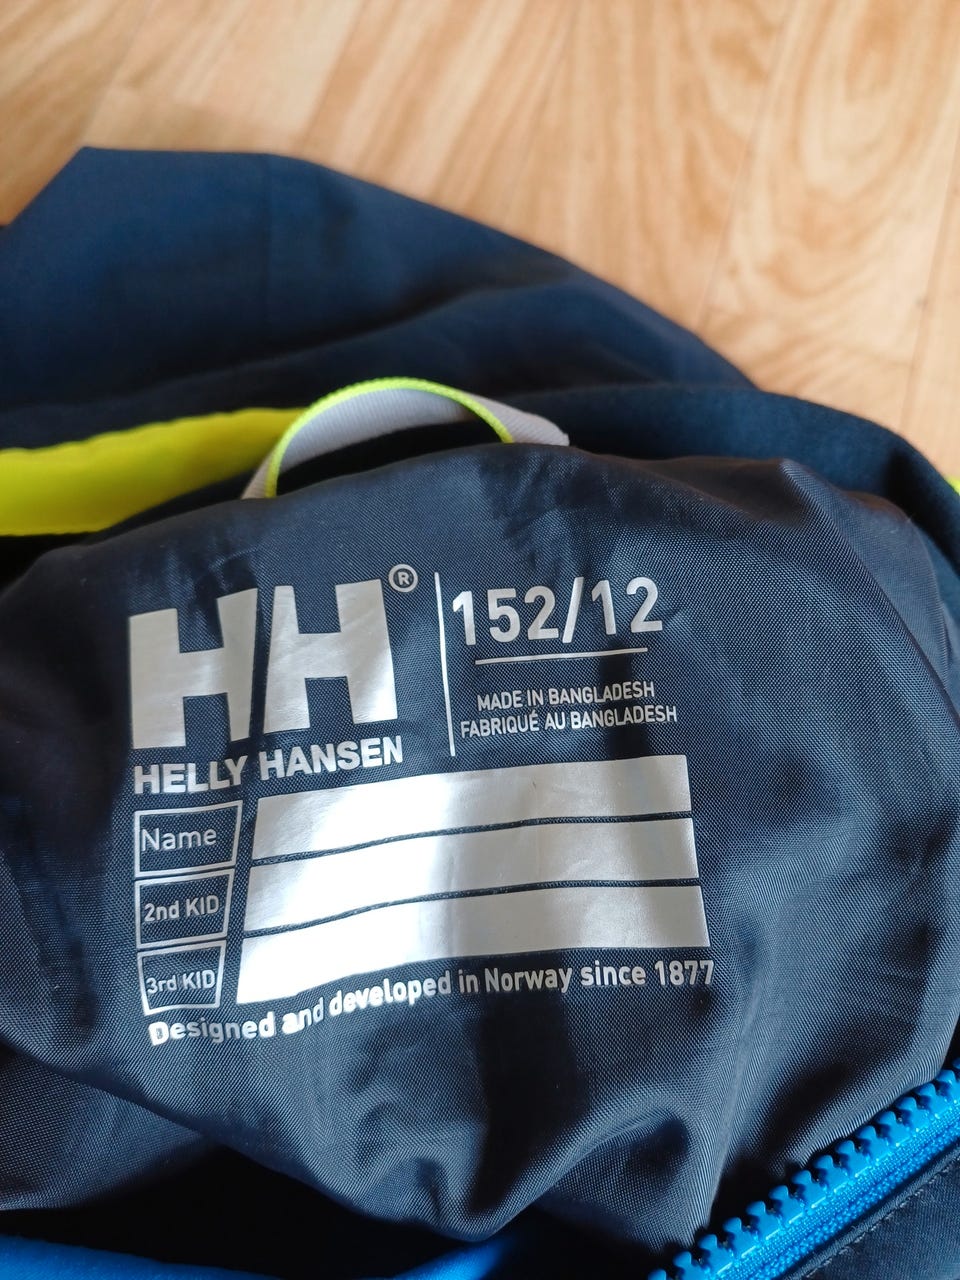 HH®
HELLY HANSEN
152/12
MADE IN BANGLADESH
FABRIQUÉ AU BANGLADESH
Name
2nd KID
3rd KID
Designed and developed in Norway since 1877